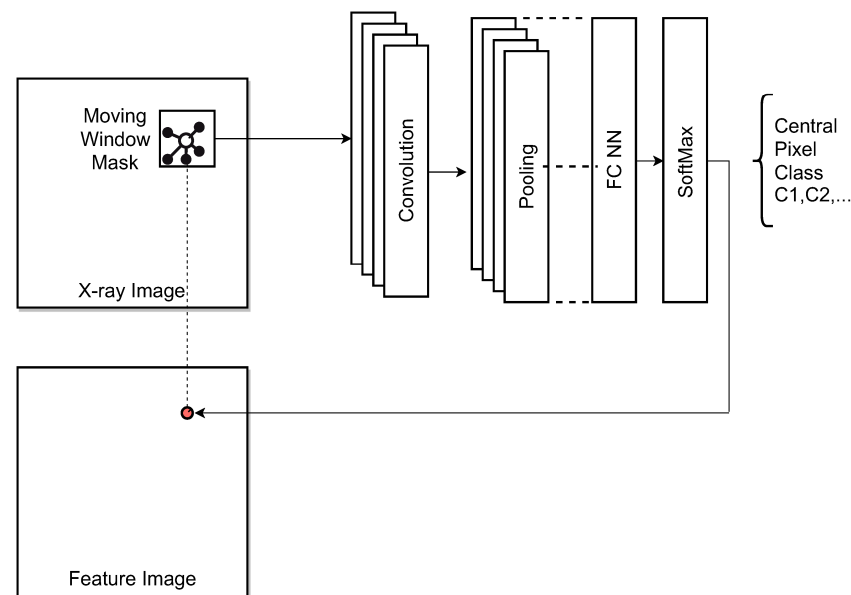 Moving
Window
Mask
X-ray Image
Convolution
Pooling
FC NN
SoftMax
Central
Pixel
Class
C1,C2,...
Feature Image